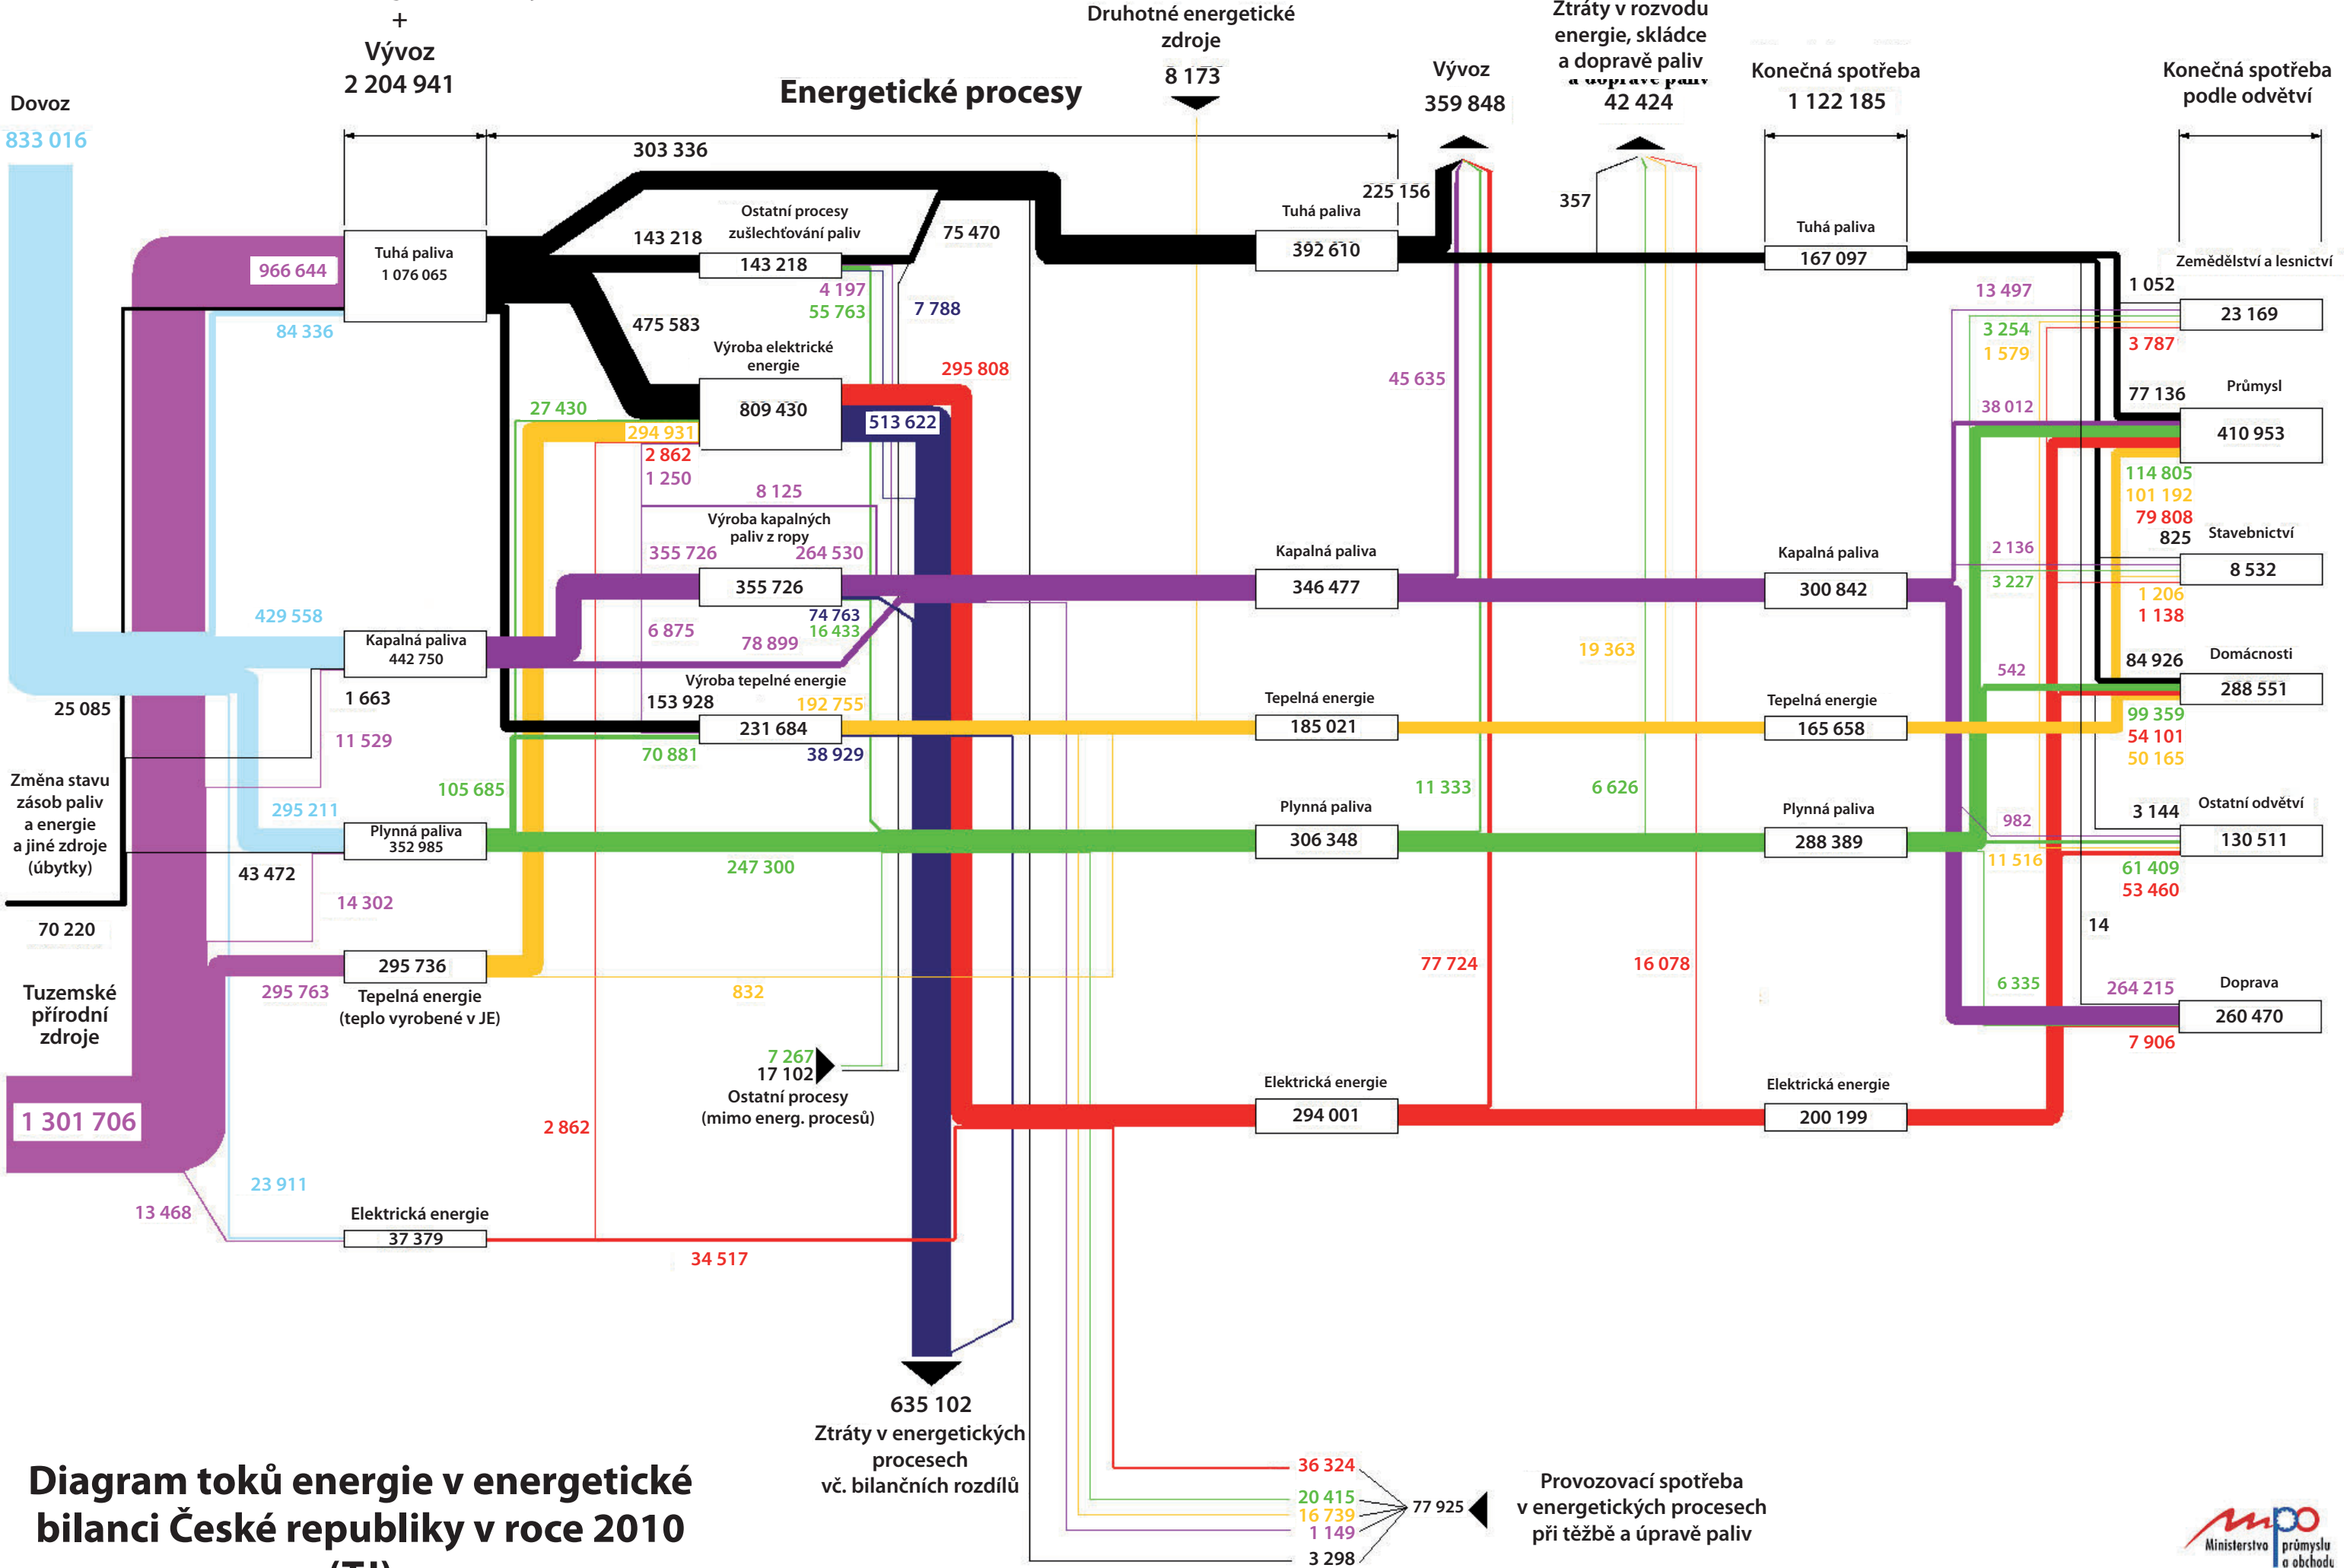 +
Vývoz
2 204 941
Dovoz
833 016
Energetické procesy
Druhotné energetické
zdroje
8 173
Vývoz
359 848
Ztráty v rozvodu
energie, skládce
a dopravě paliv
a dopravě paliv
42 424
Konečná spotřeba
1 122 185
Konečná spotřeba
podle odvětví
303 336
Tuhá paliva
1 076 065
966 644
84 336
143 218
Ostatní procesy
zušlechťování paliv
143 218
75 470
4 197
55 763
7 788
475 583
Výroba elektrické
energie
809 430
295 808
513 622
27 430
294 931
2 862
1 250
8 125
Výroba kapalných
paliv z ropy
355 726
264 530
355 726
74 763
16 433
6 875
78 899
429 558
Kapalná paliva
442 750
1 663
11 529
25 085
Výroba tepelné energie
153 928
192 755
231 684
70 881
38 929
105 685
Změna stavu
zásob paliv
a energie
a jiné zdroje
(úbytky)
295 211
Plynná paliva
352 985
43 472
14 302
247 300
70 220
Tuzemské
přírodní
zdroje
295 736
295 763
Tepelná energie
(teplo vyrobené v JE)
832
7 267
17 102
Ostatní procesy
(mimo energ. procesů)
1 301 706
2 862
23 911
13 468
Elektrická energie
37 379
34 517
635 102
Ztráty v energetických
procesech
vč. bilančních rozdílů
225 156
Tuhá paliva
392 610
357
Tuhá paliva
167 097
45 635
Kapalná paliva
346 477
Kapalná paliva
300 842
19 363
Tepelná energie
185 021
Tepelná energie
165 658
11 333
6 626
Plynná paliva
306 348
Plynná paliva
288 389
77 724
16 078
Elektrická energie
294 001
Elektrická energie
200 199
Zemědělství a lesnictví
1 052
13 497
23 169
3 254
1 579
3 787
Průmysl
77 136
38 012
410 953
114 805
101 192
79 808
825
Stavebnictví
2 136
8 532
3 227
1 206
1 138
Domácnosti
84 926
542
288 551
99 359
54 101
50 165
Ostatní odvětví
3 144
982
130 511
11 516
61 409
53 460
14
Doprava
6 335
264 215
260 470
7 906
36 324
20 415
16 739
1 149
3 298
77 925
Provozovací spotřeba
v energetických procesech
při těžbě a úpravě paliv
Diagram toků energie v energetické
bilanci České republiky v roce 2010
(TJ)
mpo
Ministerstvo průmyslu
a obchodu